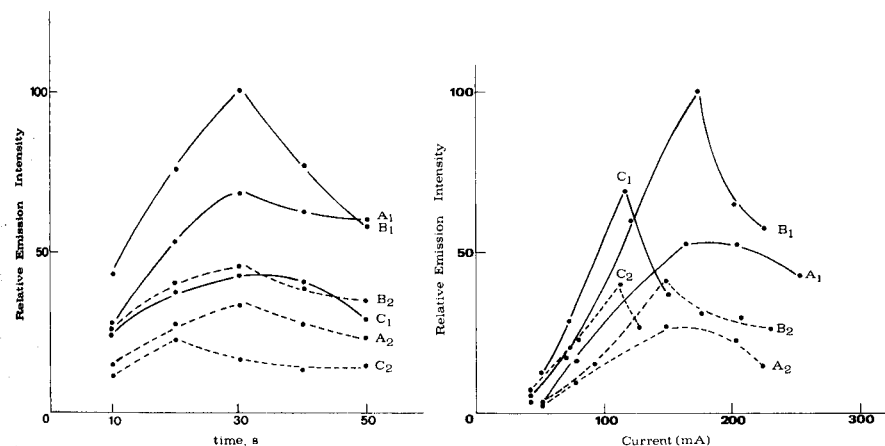 Relative Emission Intensity
100
50
0
10
30
50
time, s
A1
B1
B2
C1
A2
C2
Relative Emission Intensity
100
50
0
100
200
300
Current (mA)
C1
C2
B1
A1
B2
A2